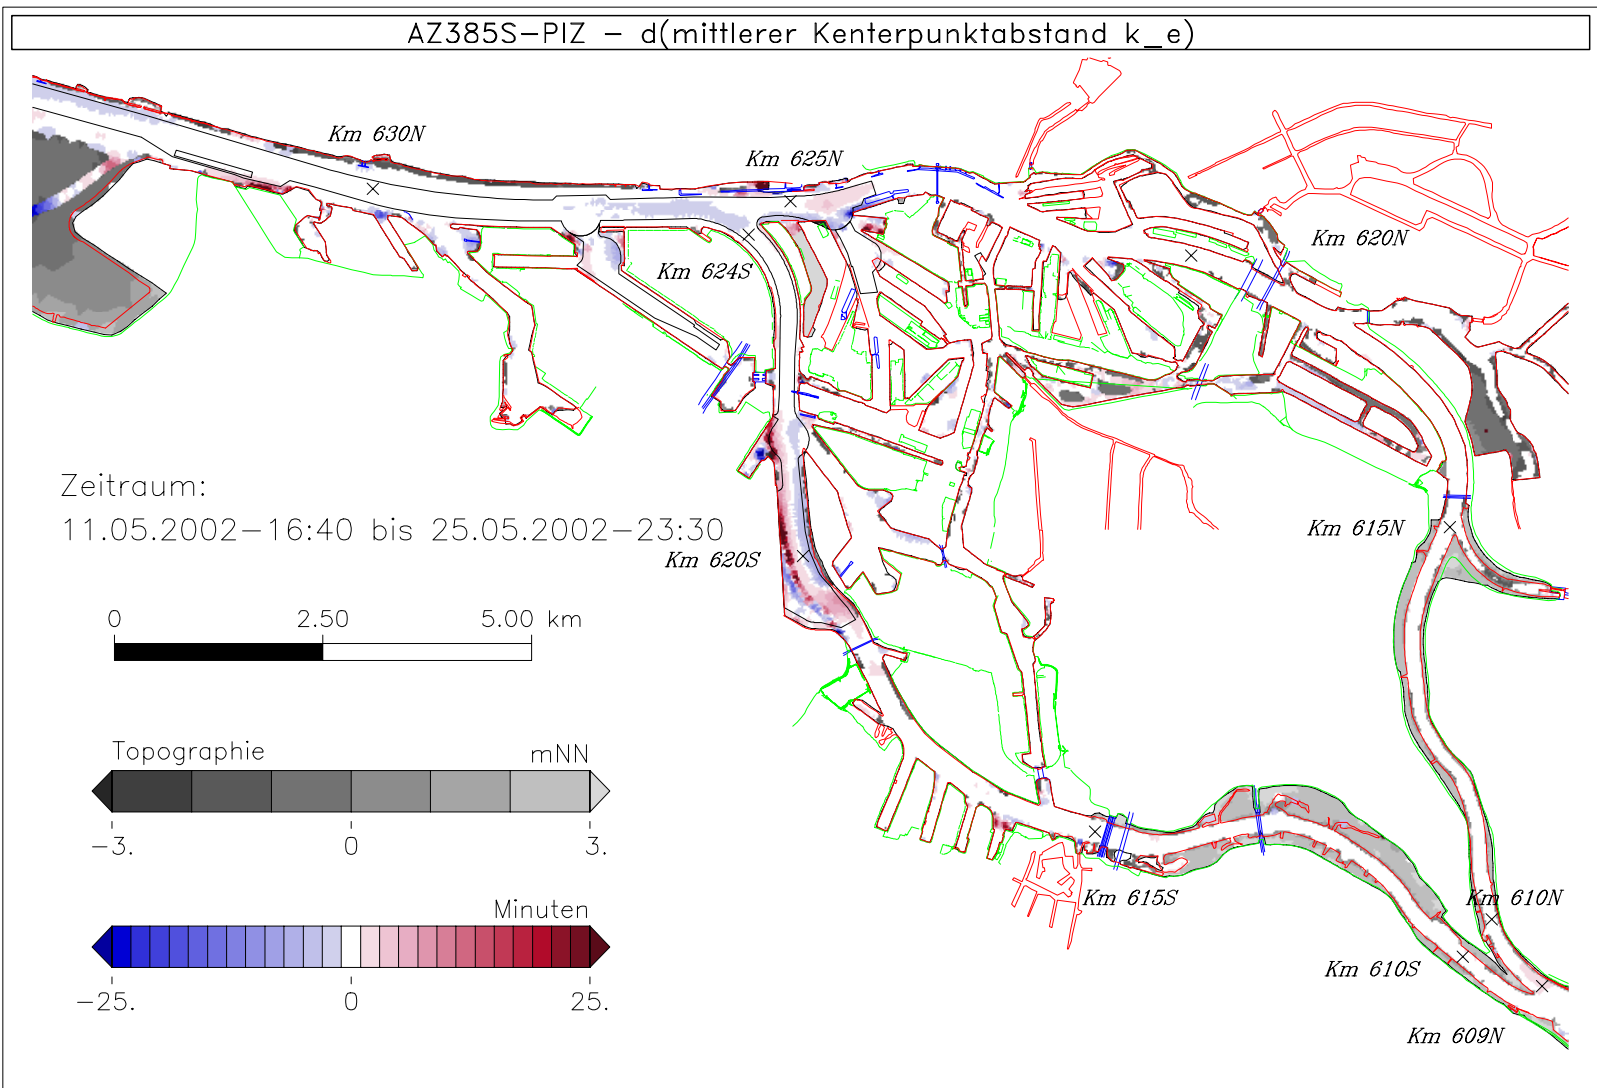 AZ385S-PIZ - d(mittlerer Kenterpunktabstand k_e)
Km 630N
Km 625N
Km 620N
Km 624S
Zeitraum:
11.05.2002-16:40 bis 25.05.2002-23:30
Km 615N
Km 620S
0 2.50 5.00 km
Topographie mNN
-3. 0 3.
Km 615S
Km 610N
Minuten
Km 610S
-25. 0 25.
Km 609N